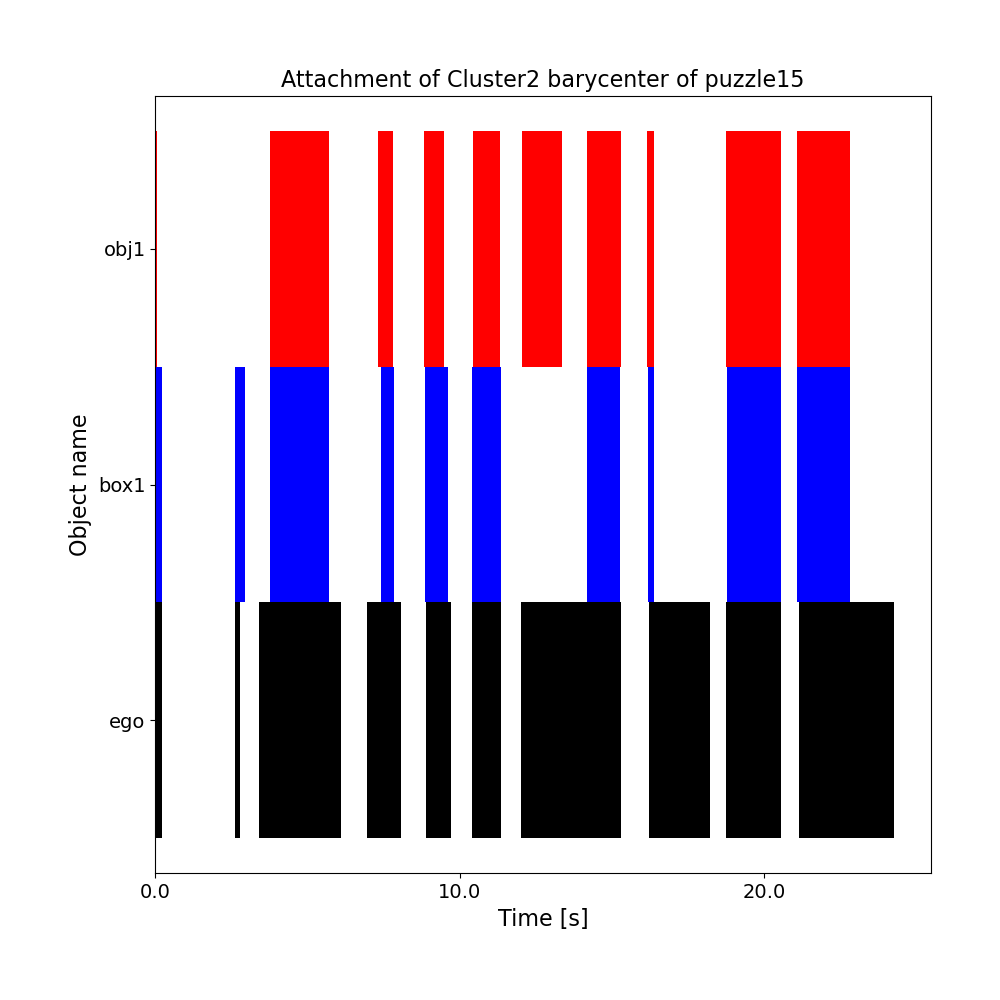 Attachment of Cluster2 barycenter of puzzle15
obj1
box1
ego
Object name
0.0 10.0 20.0
Time [s]